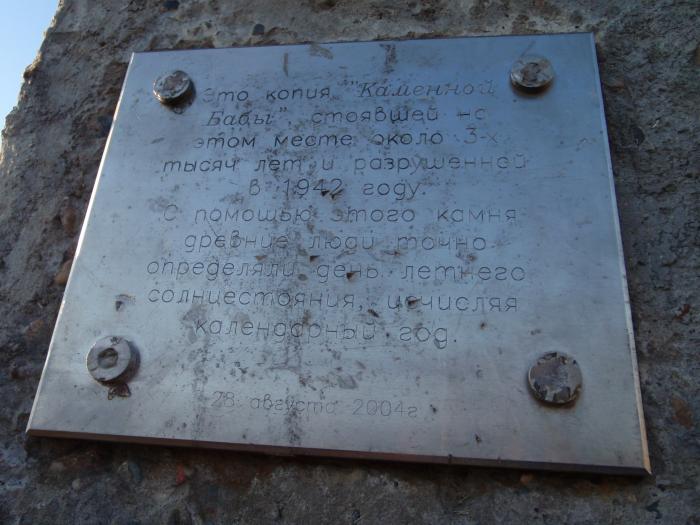 Это копия "Каменной
Бабы", стоявшей на
этом месте около 3-х
тысяч лет и разрушенной
в 1942 году.
С помощью этого камня
древние люди точно
определяли день летнего
солнцестояния, исчисляя
календарный год.
28 августа 2004г